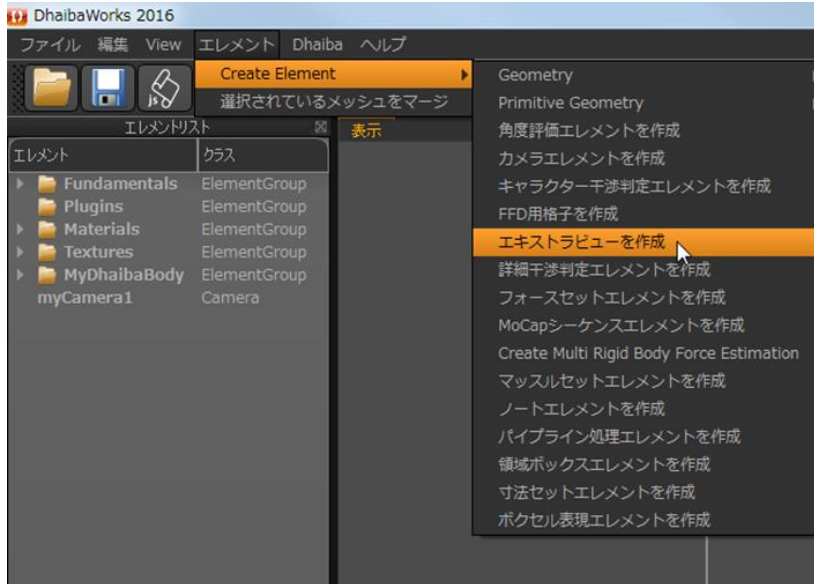 DhaibaWorks 2016
ファイル 編集 View エレメント Dhaiba ヘルプ
Create Element
選択されているメッシュをマージ
js
エレメントリスト
表示
エレメント クラス
Fundamentals ElementGroup
Plugins ElementGroup
Materials ElementGroup
Textures ElementGroup
MyDhaibaBody ElementGroup
myCamera1 Camera
Geometry
Primitive Geometry
角度評価エレメントを作成
カメラエレメントを作成
キャラクター干渉判定エレメントを作成
FFD用格子を作成
エキストラビューを作成
詳細干渉判定エレメントを作成
フォースセットエレメントを作成
MoCapシーケンスエレメントを作成
Create Multi Rigid Body Force Estimation
マッスルセットエレメントを作成
ノートエレメントを作成
パイプライン処理エレメントを作成
領域ボックスエレメントを作成
寸法セットエレメントを作成
ボクセル表現エレメントを作成